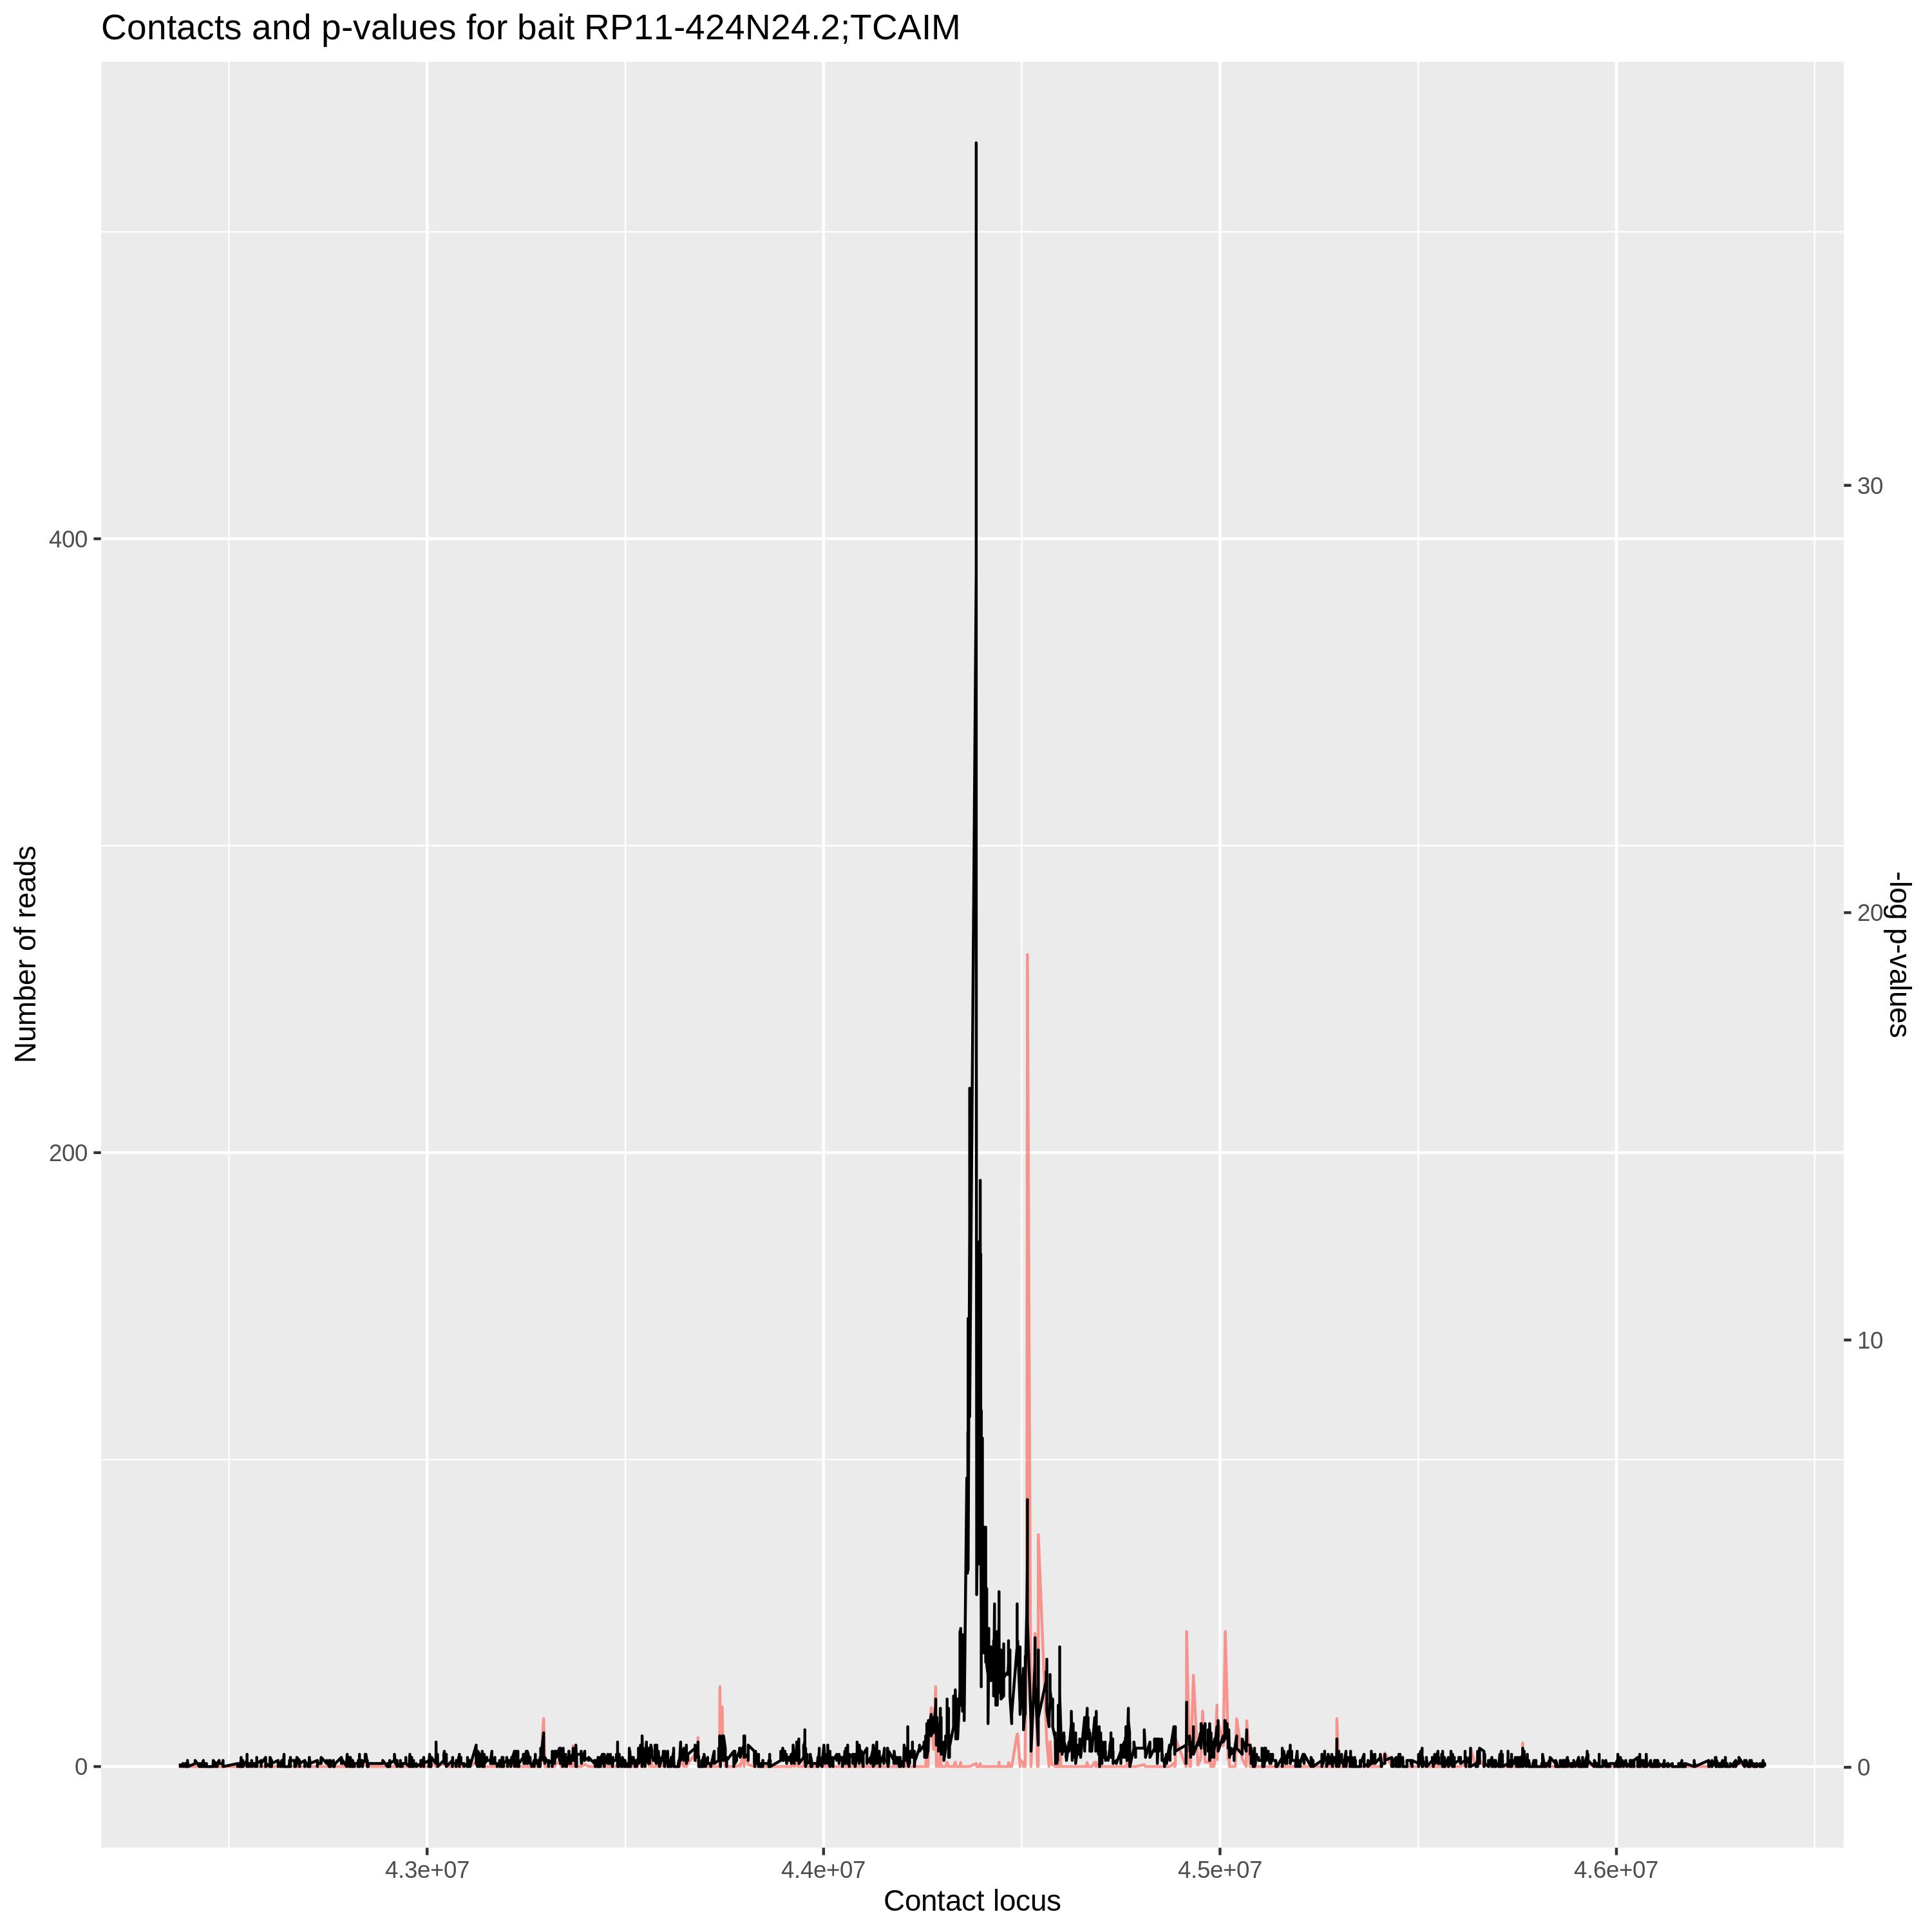 Contacts and p-values for bait RP11-424N24.2;TCAIM
Number of reads
400
200
0
30
20
10
0
-log p-values
4.3e+07 4.4e+07 4.5e+07 4.6e+07
Contact locus